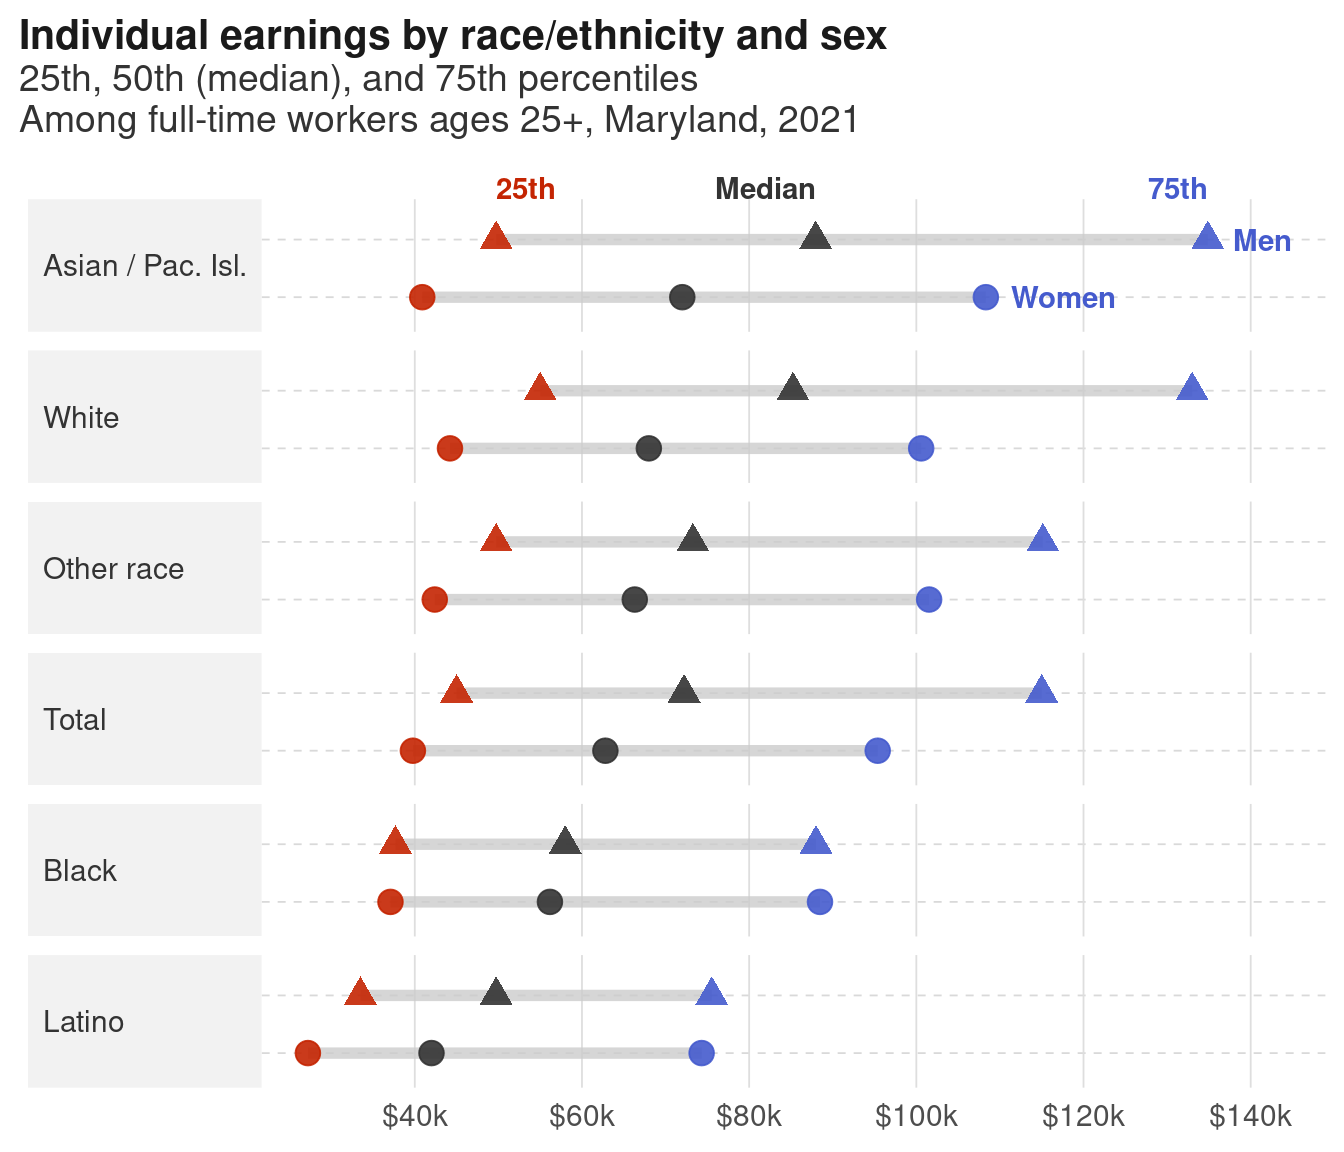 Individual earnings by race/ethnicity and sex
25th, 50th (median), and 75th percentiles
Among full-time workers ages 25+, Maryland, 2021
25th Median 75th
Men
Asian / Pac. Isl.
Women
White
Other race
Total
Black
Latino
$40k $60k $80k $100k $120k $140k